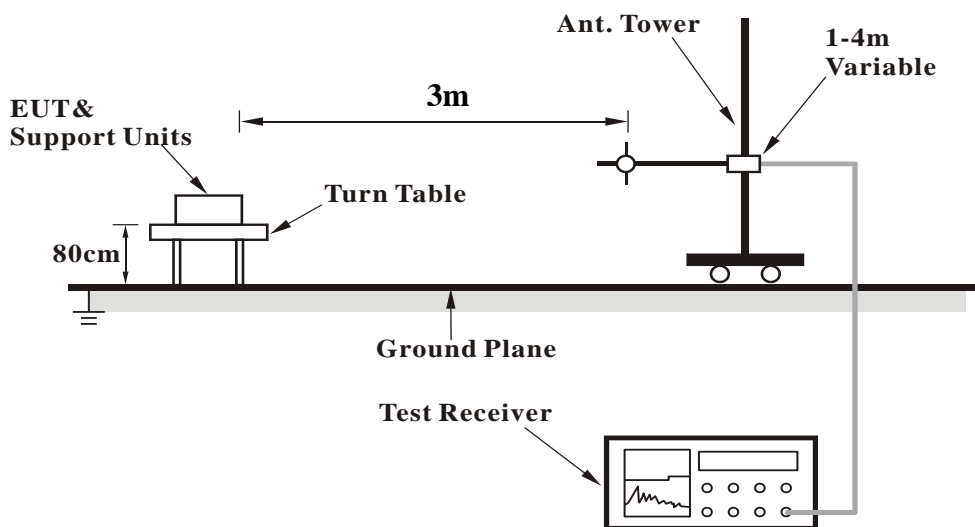 Ant. Tower
1-4m
Variable
3m
EUT&
Support Units
Turn Table
80cm
Ground Plane
Test Receiver